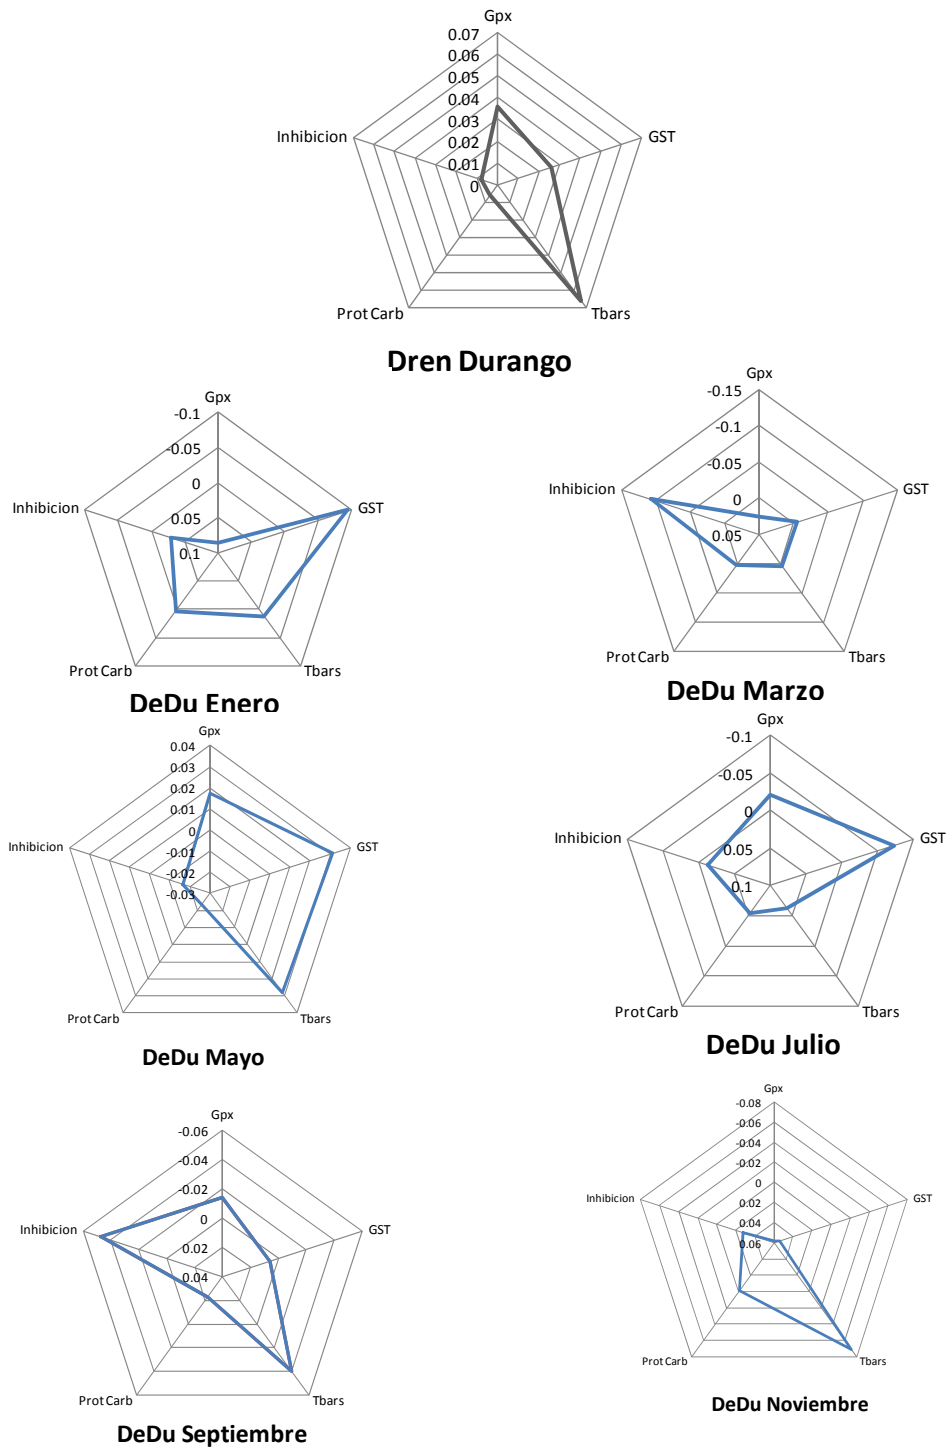 Gpx
0.07
0.06
0.05
0.04
0.03
0.02
0.01
0
Inhibicion
GST
Prot Carb
Tbars
Dren Durango
Gpx
-0.1
-0.05
0
0.05
0.1
Inhibicion
GST
Prot Carb
Tbars
DeDu Enero
Gpx
-0.15
-0.1
-0.05
0
0.05
Inhibicion
GST
Prot Carb
Tbars
DeDu Marzo
Gpx
0.04
0.03
0.02
0.01
0
-0.01
-0.02
-0.03
Inhibicion
GST
Prot Carb
Tbars
DeDu Mayo
Gpx
-0.1
-0.05
0
0.05
0.1
Inhibicion
GST
Prot Carb
Tbars
DeDu Julio
Gpx
-0.06
-0.04
-0.02
0
0.02
0.04
Inhibicion
GST
Prot Carb
Tbars
DeDu Septiembre
Gpx
-0.08
-0.06
-0.04
-0.02
0
0.02
0.04
0.06
Inhibicion
GST
Prot Carb
Tbars
DeDu Noviembre